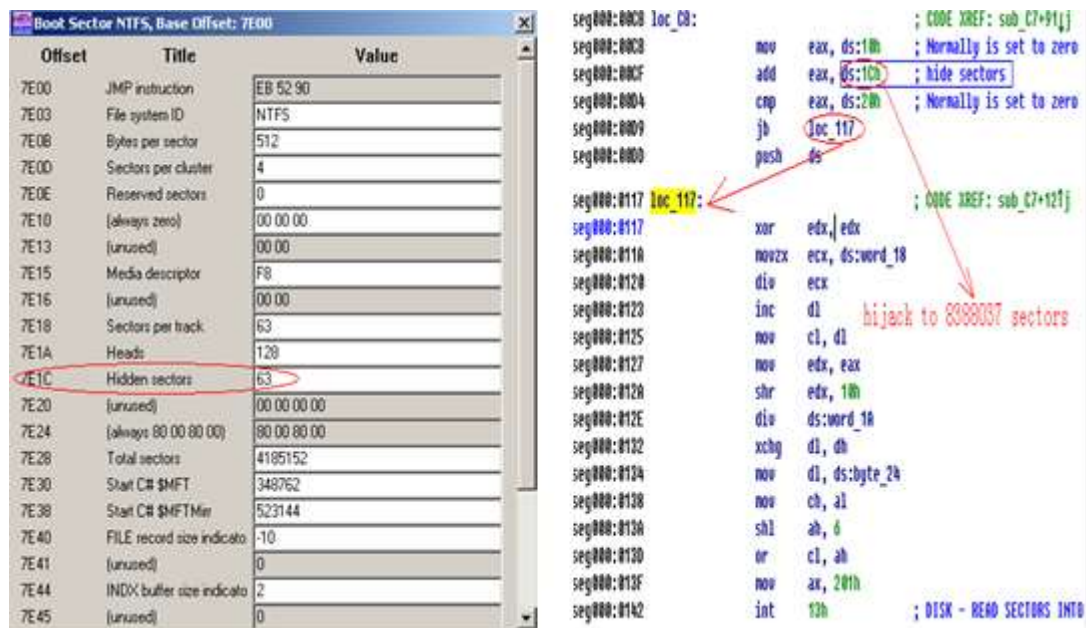 Boot Sector NTFS, Base Offset: 7E00
Offset Title Value
7E00 JMP instruction EB 52 90
7E03 File system ID NTFS
7E0B Bytes per sector 512
7E0D Sectors per cluster 4
7E0E Reserved sectors 0
7E10 (always zero) 00 00 00
7E13 (unused) 00 00
7E15 Media descriptor F8
7E16 (unused) 00 00
7E18 Sectors per track 63
7E1A Heads 128
7E1C Hidden sectors 63
7E20 (unused) 00 00 00 00
7E24 (always 80 00 80 00) 80 00 80 00
7E28 Total sectors 4185152
7E30 Start C# $MFT 348762
7E38 Start C# $MFTMirr 523144
7E40 FILE record size indicato -10
7E41 (unused) 0
7E44 INDX buffer size indicato 2
7E45 (unused) 0
seg000:00CB loc_CB: ; CODE XREF: sub_C7+91↓j
seg000:00CB mov eax, ds:10h ; Normally is set to zero
seg000:00CF add eax, ds:1Ch ; hide sectors
seg000:00D4 cmp eax, ds:20h ; Normally is set to zero
seg000:00D9 jb loc_117
seg000:00DD push ds
seg000:0117 loc_117: ; CODE XREF: sub_C7+12↑j
seg000:0117 xor edx, edx
seg000:011A movzx ecx, ds:word_18
seg000:0120 div ecx
seg000:0123 inc dl
seg000:0125 mov cl, dl
seg000:0127 mov edx, eax
seg000:012A shr edx, 10h
seg000:012E div ds:word_1A
seg000:0132 xchg dl, dh
seg000:0134 mov dl, ds:byte_24
seg000:0138 mov ch, al
seg000:013A shl ah, 6
seg000:013D or cl, ah
seg000:013F mov ax, 201h
seg000:0142 int 13h ; DISK - READ SECTORS INTO
hijack to 8388037 sectors